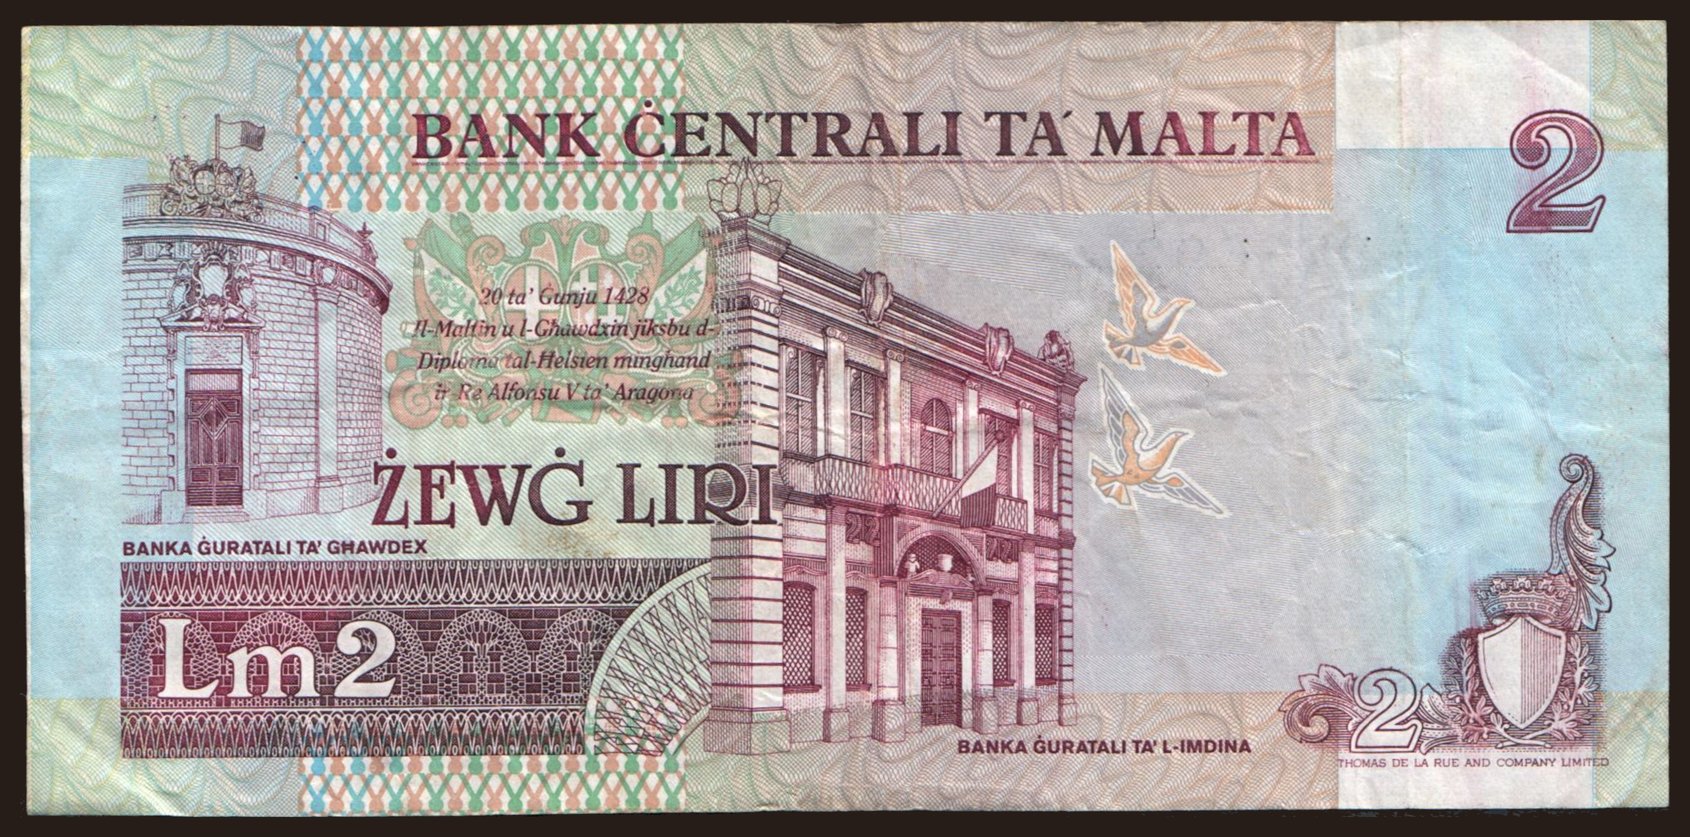 BANK ĊENTRALI TA' MALTA
2
20 ta' Ġunju 1428
Il-Maltin u l-Għawdxin jiksbu d-
Diploma tal-Ħelsien mingħand
ir-Re Alfonsu V ta' Aragona
ŻEWĠ LIRI
BANKA ĠURATALI TA' GĦAWDEX
Lm2
BANKA ĠURATALI TA' L-IMDINA
2
THOMAS DE LA RUE AND COMPANY LIMITED